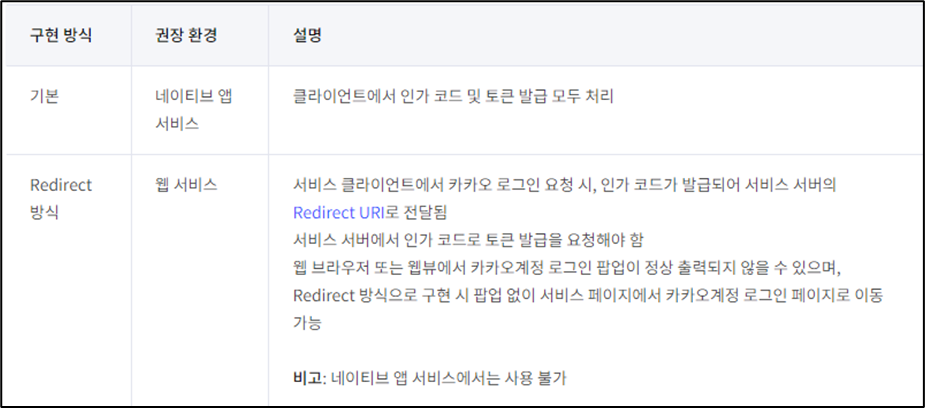 구현 방식 권장 환경 설명
기본 네이티브 앱 클라이언트에서 인가 코드 및 토큰 발급 모두 처리
서비스
Redirect 웹 서비스 서비스 클라이언트에서 카카오 로그인 요청 시, 인가 코드가 발급되어 서비스 서버의
방식 Redirect URI로 전달됨
서비스 서버에서 인가 코드로 토큰 발급을 요청해야 함
웹 브라우저 또는 웹뷰에서 카카오계정 로그인 팝업이 정상 출력되지 않을 수 있으며,
Redirect 방식으로 구현 시 팝업 없이 서비스 페이지에서 카카오계정 로그인 페이지로 이동
가능
비고: 네이티브 앱 서비스에서는 사용 불가